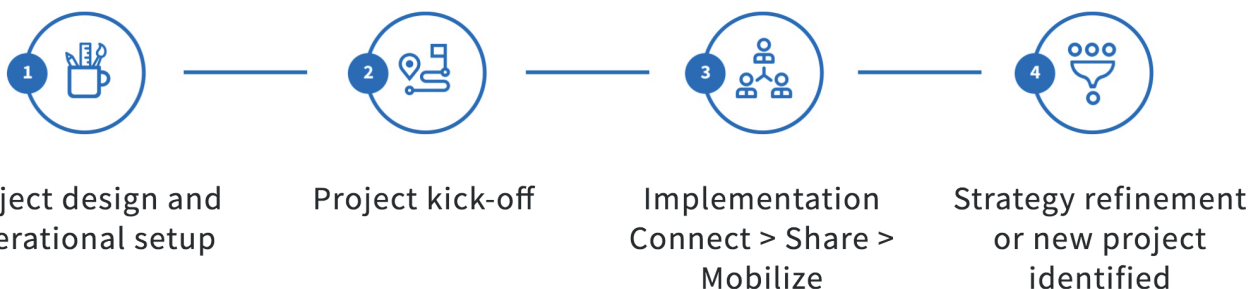 1
2
3
4
ject design and
erational setup
Project kick-off
Implementation
Connect > Share >
Mobilize
Strategy refinement
or new project
identified